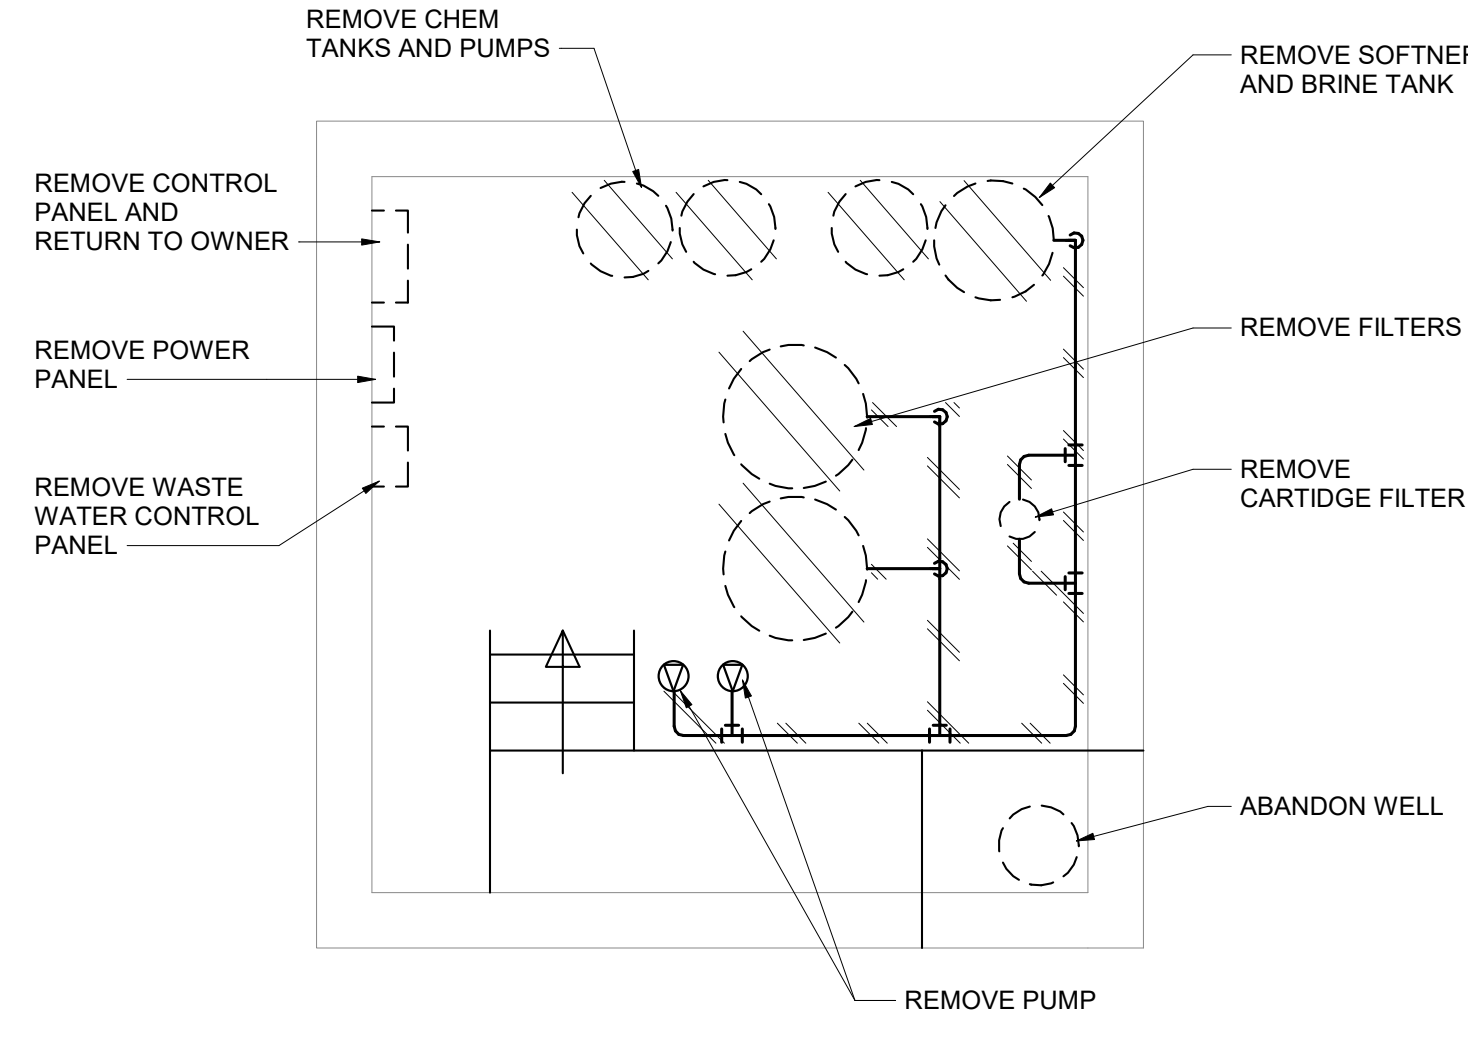 REMOVE CHEM
TANKS AND PUMPS
REMOVE SOFTNER
AND BRINE TANK
REMOVE CONTROL
PANEL AND
RETURN TO OWNER
REMOVE FILTERS
REMOVE POWER
PANEL
REMOVE
CARTIDGE FILTER
REMOVE WASTE
WATER CONTROL
PANEL
ABANDON WELL
REMOVE PUMP